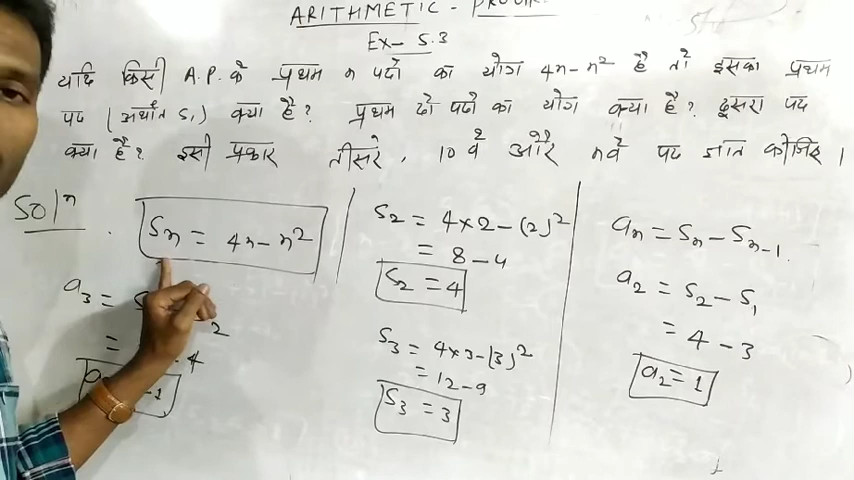 ARITHMETIC - PROGR
Ex- 5.3
यदि किसी A.P. के प्रथम n पदों का योग 4n-n² है तो इसका प्रथम
पद (अर्थात S₁) क्या है? प्रथम दो पदों का योग क्या है? दूसरा पद
क्या है? इसी प्रकार तीसरे, 10 वें और nवें पद ज्ञात कीजिए।
Solⁿ
Sₙ = 4n - n²
a₃ =
=
S₂ = 4×2-(2)²
= 8-4
S₂ = 4
S₃ = 4×3-(3)²
= 12-9
S₃ = 3
aₙ = Sₙ - Sₙ₋₁.
a₂ = S₂ - S₁
= 4 - 3
a₂ = 1